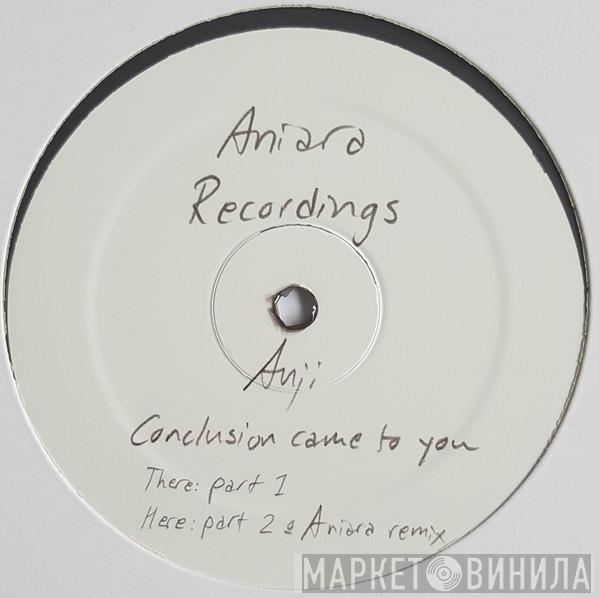 Aniara
Recordings
Anji
Conclusion came to you
There: part 1
Here: part 2 & Aniara remix
МАРКЕТ ВИНИЛА